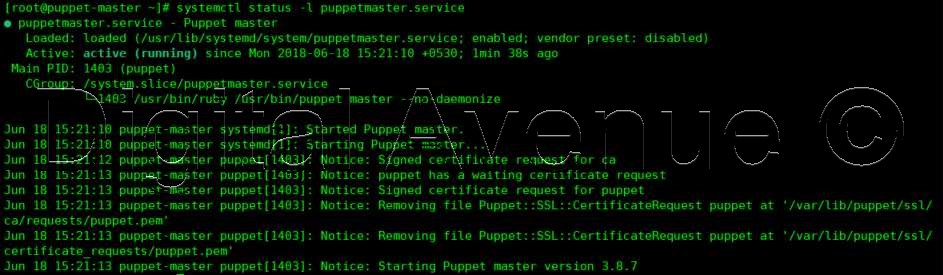 [root@puppet-master ~]# systemctl status -l puppetmaster.service
● puppetmaster.service - Puppet master
Loaded: loaded (/usr/lib/systemd/system/puppetmaster.service; enabled; vendor preset: disabled)
Active: active (running) since Mon 2018-06-18 15:21:10 +0530; 1min 38s ago
Main PID: 1403 (puppet)
CGroup: /system.slice/puppetmaster.service
└─1403 /usr/bin/ruby /usr/bin/puppet master --no-daemonize
Digital Avenue ©
Jun 18 15:21:10 puppet-master systemd[1]: Started Puppet master.
Jun 18 15:21:10 puppet-master systemd[1]: Starting Puppet master...
Jun 18 15:21:12 puppet-master puppet[1403]: Notice: Signed certificate request for ca
Jun 18 15:21:13 puppet-master puppet[1403]: Notice: puppet has a waiting certificate request
Jun 18 15:21:13 puppet-master puppet[1403]: Notice: Signed certificate request for puppet
Jun 18 15:21:13 puppet-master puppet[1403]: Notice: Removing file Puppet::SSL::CertificateRequest puppet at '/var/lib/puppet/ssl/
ca/requests/puppet.pem'
Jun 18 15:21:13 puppet-master puppet[1403]: Notice: Removing file Puppet::SSL::CertificateRequest puppet at '/var/lib/puppet/ssl/
certificate_requests/puppet.pem'
Jun 18 15:21:13 puppet-master puppet[1403]: Notice: Starting Puppet master version 3.8.7